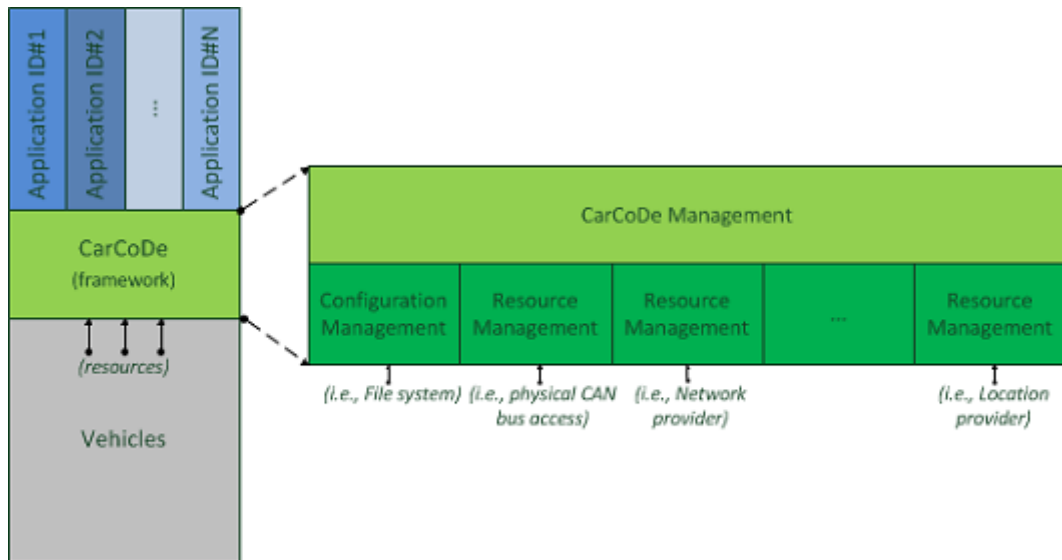 Application ID#1
Application ID#2
...
Application ID#N
CarCoDe
(framework)
(resources)
Vehicles
CarCoDe Management
Configuration
Management
Resource
Management
Resource
Management
...
Resource
Management
(i.e., File system)
(i.e., physical CAN
bus access)
(i.e., Network
provider)
(i.e., Location
provider)